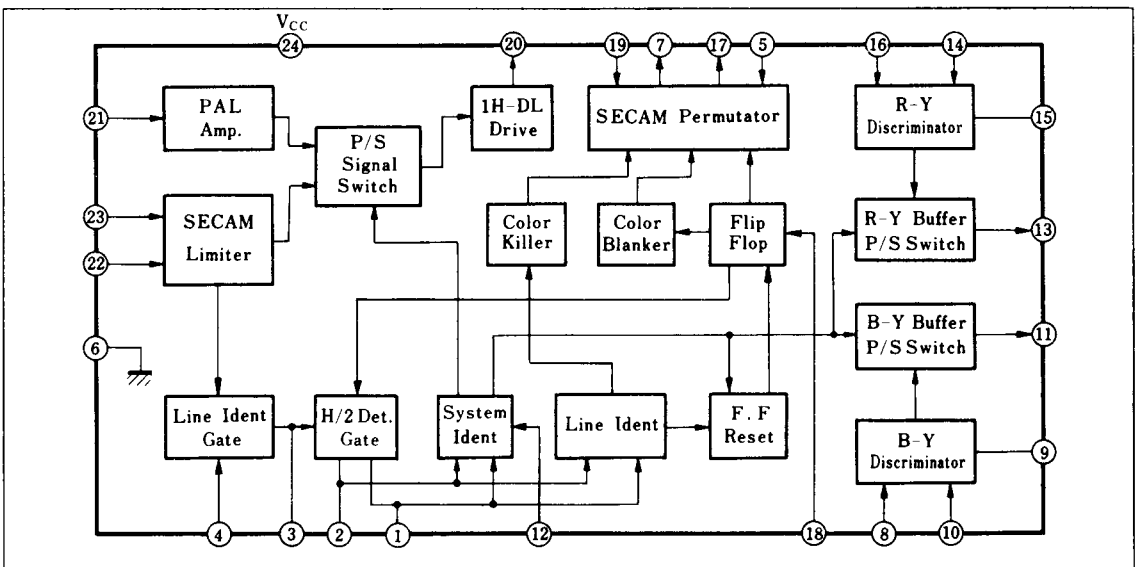 VCC
24
20
19
7
17
5
16
14
21
PAL
Amp.
P/S
Signal
Switch
1H-DL
Drive
SECAM Permutator
R-Y
Discriminator
15
23
22
SECAM
Limiter
Color
Killer
Color
Blanker
Flip
Flop
R-Y Buffer
P/S Switch
13
6
B-Y Buffer
P/S Switch
11
Line Ident
Gate
H/2 Det.
Gate
System
Ident
Line Ident
F.F
Reset
B-Y
Discriminator
9
4
3
2
1
12
18
8
10